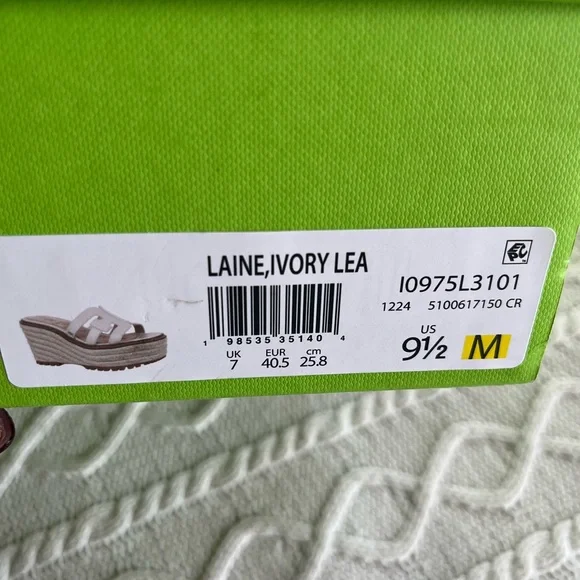 LAINE,IVORY LEA
I0975L3101
1224 5100617150 CR
1 98535 35140 4
UK EUR cm
7 40.5 25.8
US
9½ M